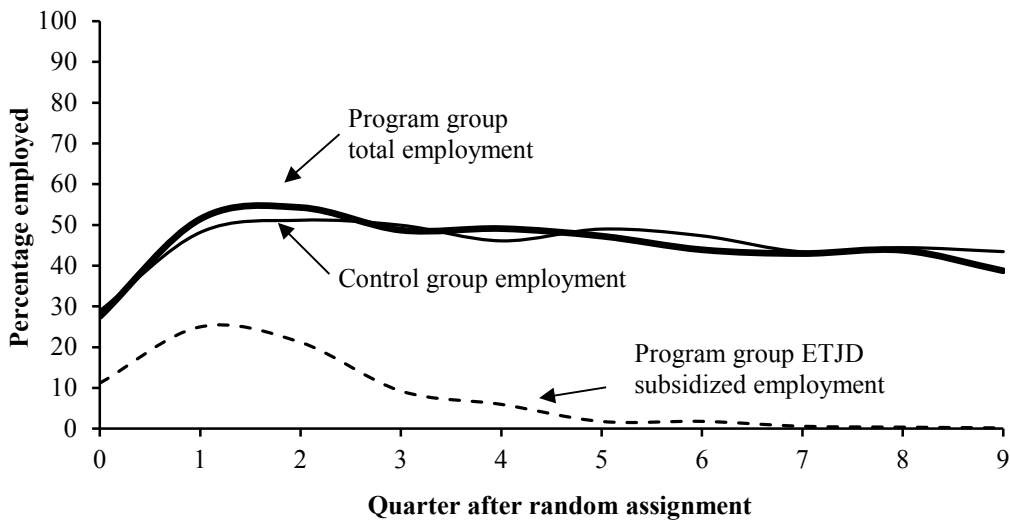 100
90
80
70
60
50
40
30
20
10
0
Percentage employed
Program group
total employment
Control group employment
Program group ETJD
subsidized employment
0 1 2 3 4 5 6 7 8 9
Quarter after random assignment